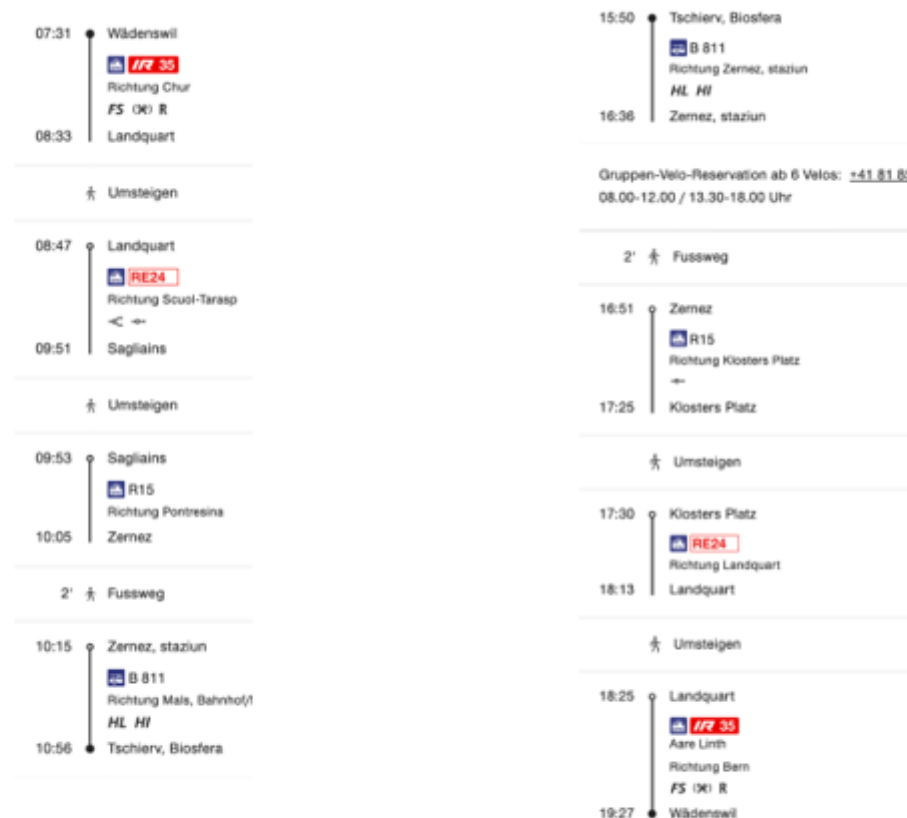 07:31 Wädenswil
IR 35
Richtung Chur
FS R
08:33 Landquart
Umsteigen
08:47 Landquart
RE24
Richtung Scuol-Tarasp
09:51 Sagliains
Umsteigen
09:53 Sagliains
R15
Richtung Pontresina
10:05 Zernez
2' Fussweg
10:15 Zernez, staziun
B 811
Richtung Mals, Bahnhof/
HL HI
10:56 Tschierv, Biosfera
15:50 Tschierv, Biosfera
B 811
Richtung Zernez, staziun
HL HI
16:36 Zernez, staziun
Gruppen-Velo-Reservation ab 6 Velos: +41 81 85
08.00-12.00 / 13.30-18.00 Uhr
2' Fussweg
16:51 Zernez
R15
Richtung Klosters Platz
17:25 Klosters Platz
Umsteigen
17:30 Klosters Platz
RE24
Richtung Landquart
18:13 Landquart
Umsteigen
18:25 Landquart
IR 35
Aare Linth
Richtung Bern
FS R
19:27 Wädenswil